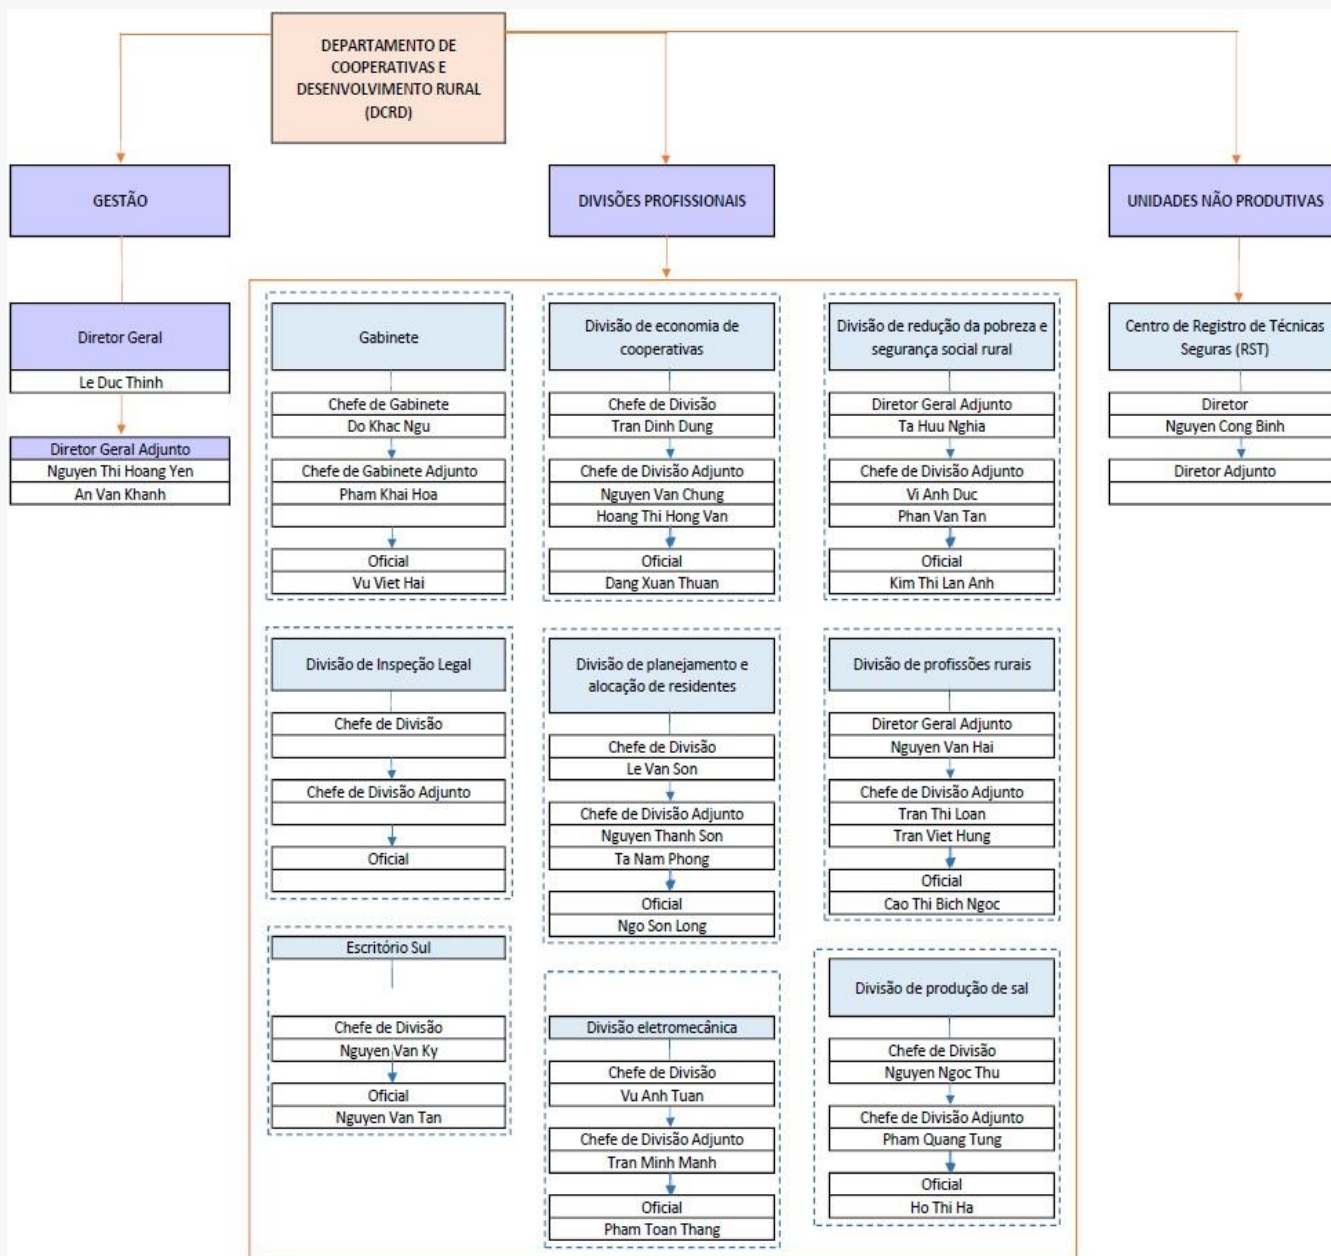 DEPARTAMENTO DE
COOPERATIVAS E
DESENVOLVIMENTO RURAL
(DCRD)
GESTÃO
DIVISÕES PROFISSIONAIS
UNIDADES NÃO PRODUTIVAS
Diretor Geral
Le Duc Thinh
Diretor Geral Adjunto
Nguyen Thi Hoang Yen
An Van Khanh
Gabinete
Chefe de Gabinete
Do Khac Ngu
Chefe de Gabinete Adjunto
Pham Khai Hoa
Oficial
Vu Viet Hai
Divisão de economia de
cooperativas
Chefe de Divisão
Tran Dinh Dung
Chefe de Divisão Adjunto
Nguyen Van Chung
Hoang Thi Hong Van
Oficial
Dang Xuan Thuan
Divisão de redução da pobreza e
segurança social rural
Diretor Geral Adjunto
Ta Huu Nghia
Chefe de Divisão Adjunto
Vi Anh Duc
Phan Van Tan
Oficial
Kim Thi Lan Anh
Centro de Registro de Técnicas
Seguras (RST)
Diretor
Nguyen Cong Binh
Diretor Adjunto
Divisão de Inspeção Legal
Chefe de Divisão
Chefe de Divisão Adjunto
Oficial
Divisão de planejamento e
alocação de residentes
Chefe de Divisão
Le Van Son
Chefe de Divisão Adjunto
Nguyen Thanh Son
Ta Nam Phong
Oficial
Ngo Son Long
Divisão de profissões rurais
Diretor Geral Adjunto
Nguyen Van Hai
Chefe de Divisão Adjunto
Tran Thi Loan
Tran Viet Hung
Oficial
Cao Thi Bich Ngoc
Escritório Sul
Chefe de Divisão
Nguyen Van Ky
Oficial
Nguyen Van Tan
Divisão eletromecânica
Chefe de Divisão
Vu Anh Tuan
Chefe de Divisão Adjunto
Tran Minh Manh
Oficial
Pham Toan Thang
Divisão de produção de sal
Chefe de Divisão
Nguyen Ngoc Thu
Chefe de Divisão Adjunto
Pham Quang Tung
Oficial
Ho Thi Ha